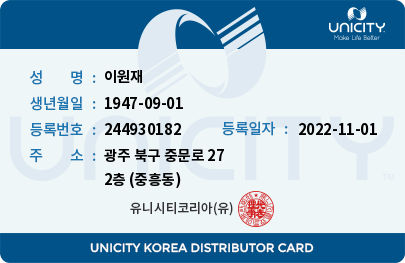 UNICITY
Make Life Better
성 명 : 이원재
생년월일 : 1947-09-01
등록번호 : 244930182 등록일자 : 2022-11-01
주 소 : 광주 북구 중문로 27
2층 (중흥동)
UNICITY
유니시티코리아(유)
UNICITY KOREA DISTRIBUTOR CARD